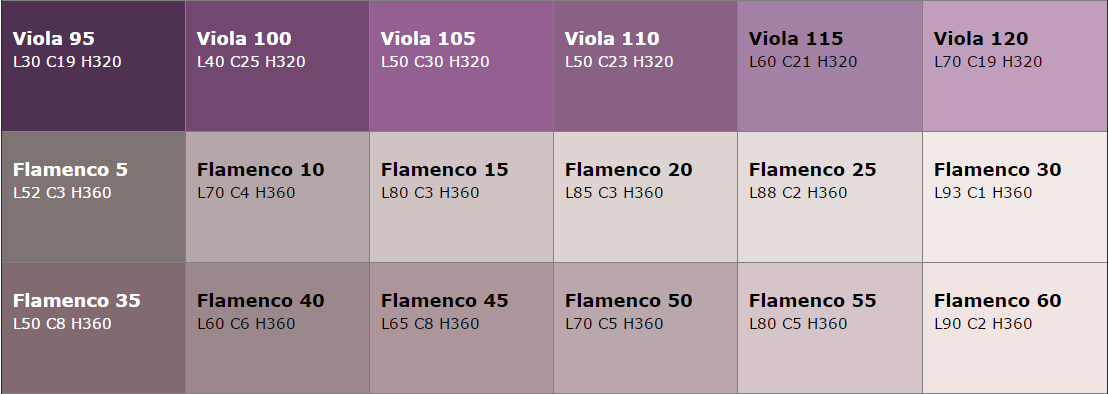 Viola 95
L30 C19 H320
Viola 100
L40 C25 H320
Viola 105
L50 C30 H320
Viola 110
L50 C23 H320
Viola 115
L60 C21 H320
Viola 120
L70 C19 H320
Flamenco 5
L52 C3 H360
Flamenco 10
L70 C4 H360
Flamenco 15
L80 C3 H360
Flamenco 20
L85 C3 H360
Flamenco 25
L88 C2 H360
Flamenco 30
L93 C1 H360
Flamenco 35
L50 C8 H360
Flamenco 40
L60 C6 H360
Flamenco 45
L65 C8 H360
Flamenco 50
L70 C5 H360
Flamenco 55
L80 C5 H360
Flamenco 60
L90 C2 H360